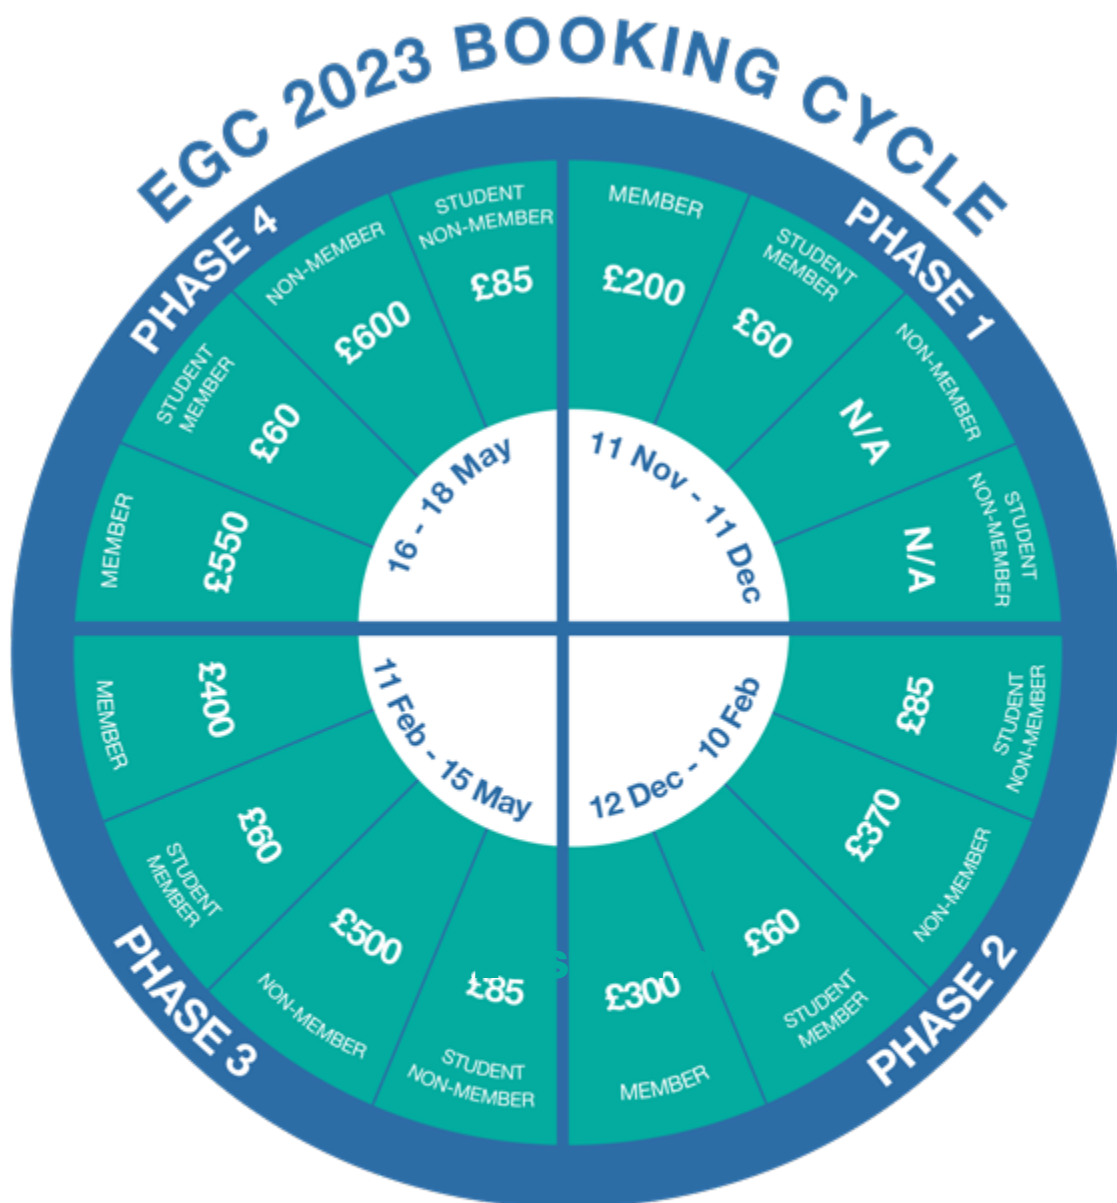 EGC 2023 BOOKING CYCLE
PHASE 1
MEMBER
£200
STUDENT
MEMBER
£60
NON-MEMBER
N/A
STUDENT
NON-MEMBER
N/A
11 Nov - 11 Dec
PHASE 2
STUDENT
NON-MEMBER
£85
NON-MEMBER
£370
STUDENT
MEMBER
£60
MEMBER
£300
12 Dec - 10 Feb
PHASE 3
STUDENT
NON-MEMBER
£85
NON-MEMBER
£500
STUDENT
MEMBER
£60
MEMBER
£400
11 Feb - 15 May
PHASE 4
MEMBER
£550
STUDENT
MEMBER
£60
NON-MEMBER
£600
STUDENT
NON-MEMBER
£85
16 - 18 May